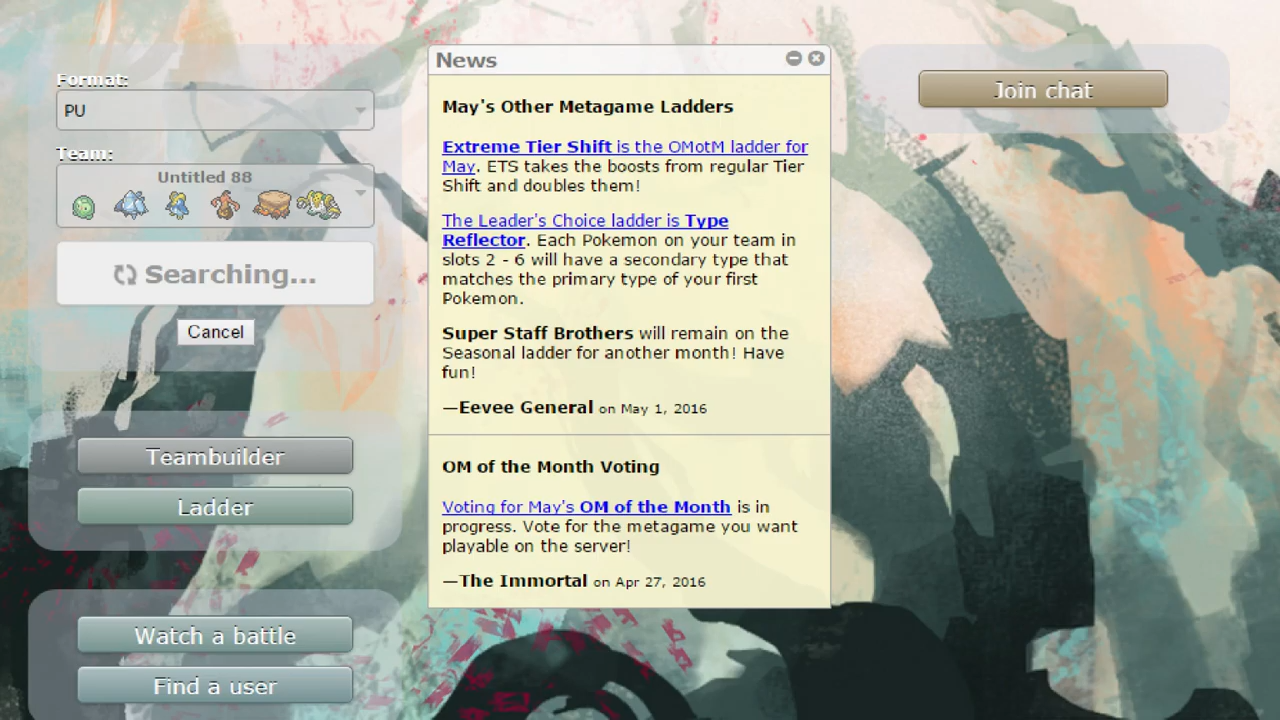 Format:
PU
Team:
Untitled 88
Searching...
Cancel
Teambuilder
Ladder
Watch a battle
Find a user
News
May's Other Metagame Ladders
Extreme Tier Shift is the OMotM ladder for
May. ETS takes the boosts from regular Tier
Shift and doubles them!
The Leader's Choice ladder is Type
Reflector. Each Pokemon on your team in
slots 2 - 6 will have a secondary type that
matches the primary type of your first
Pokemon.
Super Staff Brothers will remain on the
Seasonal ladder for another month! Have
fun!
—Eevee General on May 1, 2016
OM of the Month Voting
Voting for May's OM of the Month is in
progress. Vote for the metagame you want
playable on the server!
—The Immortal on Apr 27, 2016
Join chat